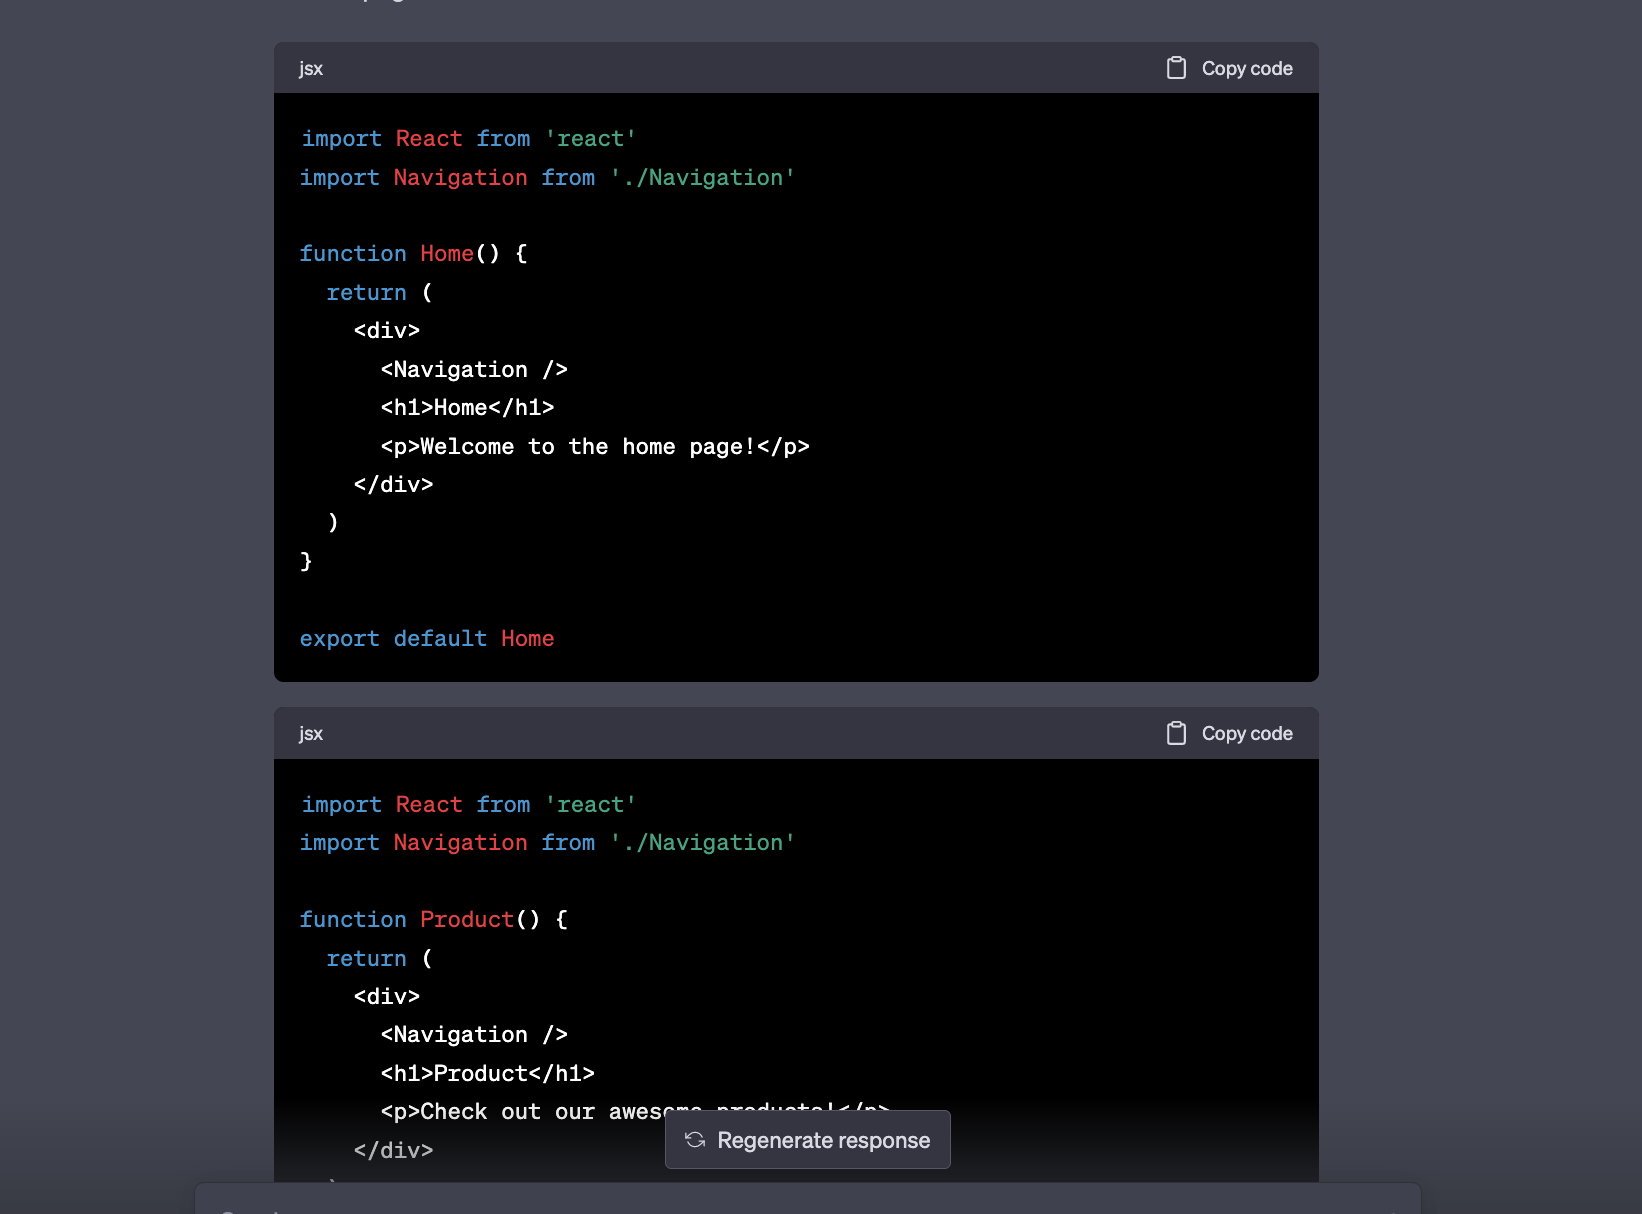 jsx
Copy code
import React from 'react'
import Navigation from './Navigation'
function Home() {
  return (
    <div>
      <Navigation />
      <h1>Home</h1>
      <p>Welcome to the home page!</p>
    </div>
  )
}
export default Home
jsx
Copy code
import React from 'react'
import Navigation from './Navigation'
function Product() {
  return (
    <div>
      <Navigation />
      <h1>Product</h1>
      <p>Check out our awesome products!</p>
    </div>
Regenerate response